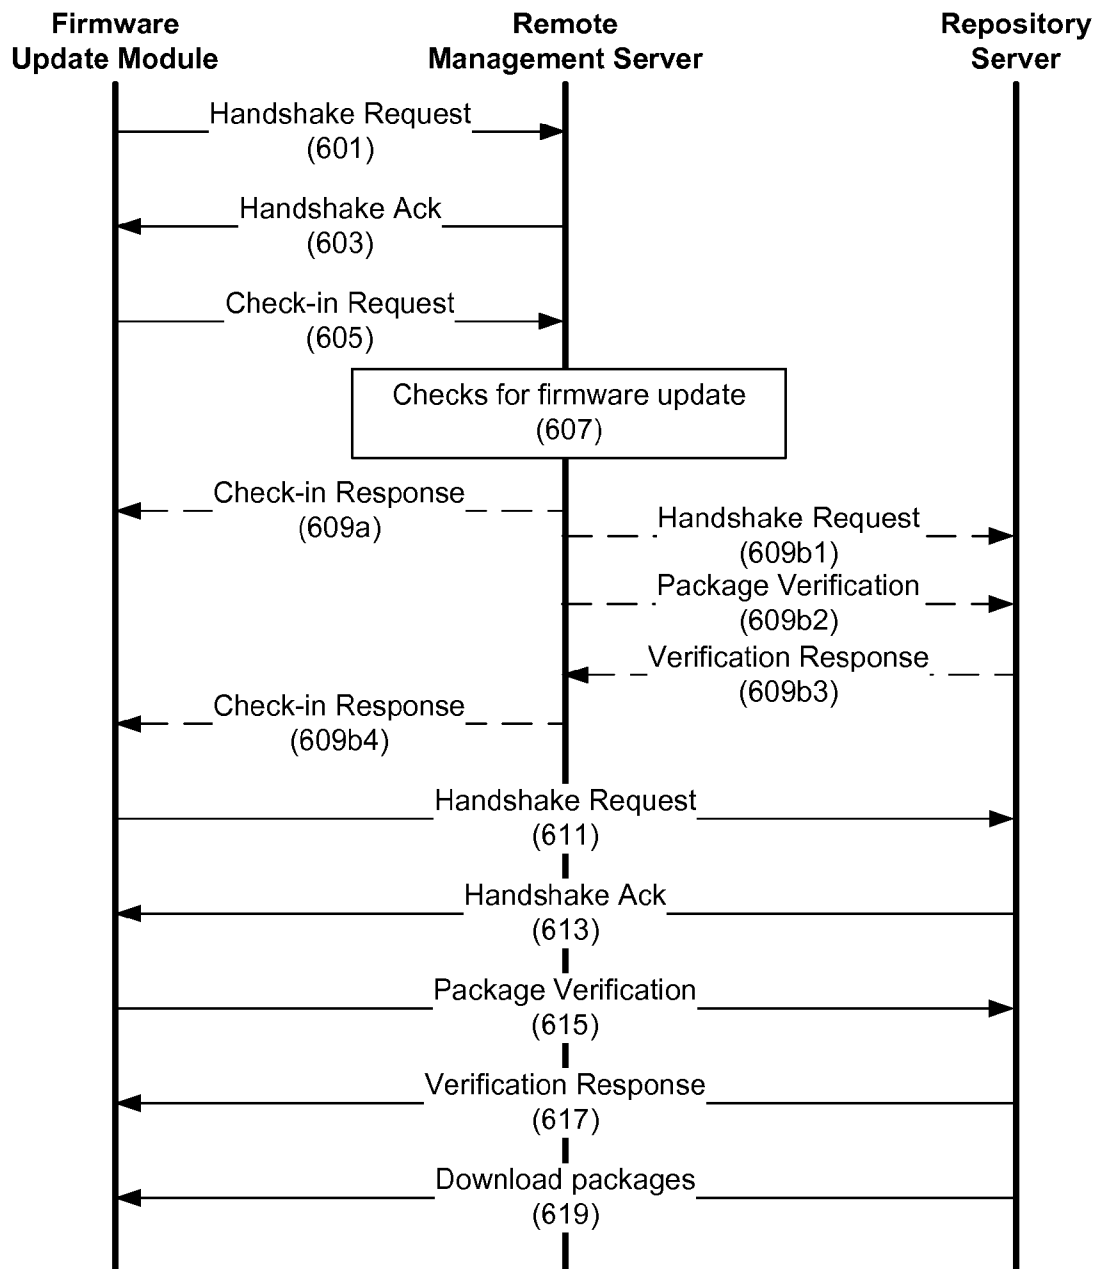 Firmware
Update Module
Remote
Management Server
Repository
Server
Handshake Request
(601)
Handshake Ack
(603)
Check-in Request
(605)
Checks for firmware update
(607)
Check-in Response
(609a)
Handshake Request
(609b1)
Package Verification
(609b2)
Verification Response
(609b3)
Check-in Response
(609b4)
Handshake Request
(611)
Handshake Ack
(613)
Package Verification
(615)
Verification Response
(617)
Download packages
(619)